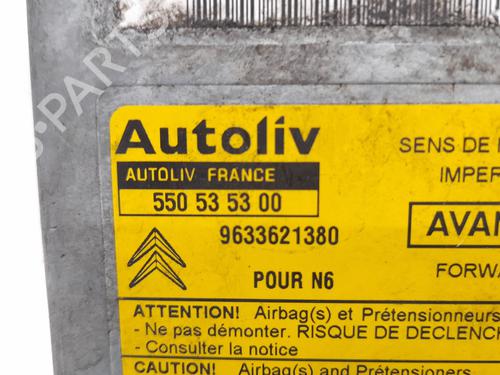 Autoliv
AUTOLIV FRANCE
550 53 53 00
9633621380
POUR N6
SENS DE
IMPER
AVAN
FORWA
ATTENTION! Airbag(s) et Prétensionneurs
- Ne pas démonter. RISQUE DE DECLENCH
- Consulter la notice
CAUTION! Airbag(s) and Pretensioners